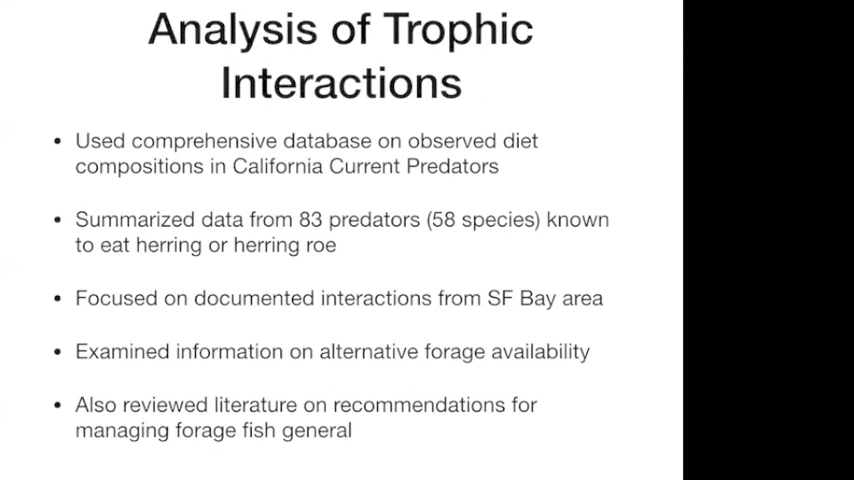 Analysis of Trophic
Interactions
• Used comprehensive database on observed diet
compositions in California Current Predators
• Summarized data from 83 predators (58 species) known
to eat herring or herring roe
• Focused on documented interactions from SF Bay area
• Examined information on alternative forage availability
• Also reviewed literature on recommendations for
managing forage fish general